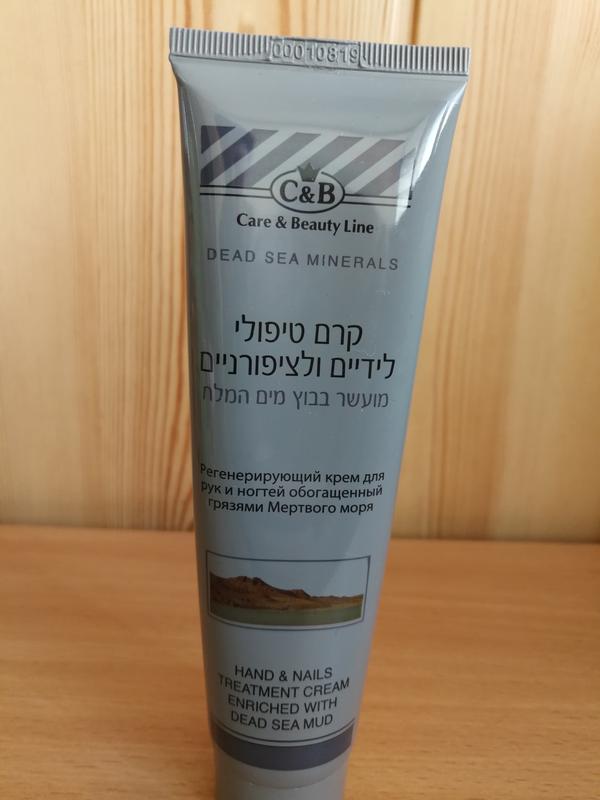 00010819
C&B
Care & Beauty Line
DEAD SEA MINERALS
קרם טיפולי
לידיים ולציפורניים
מועשר בבוץ מים המלח
Регенерирующий крем для
рук и ногтей обогащенный
грязями Мертвого моря
HAND & NAILS
TREATMENT CREAM
ENRICHED WITH
DEAD SEA MUD